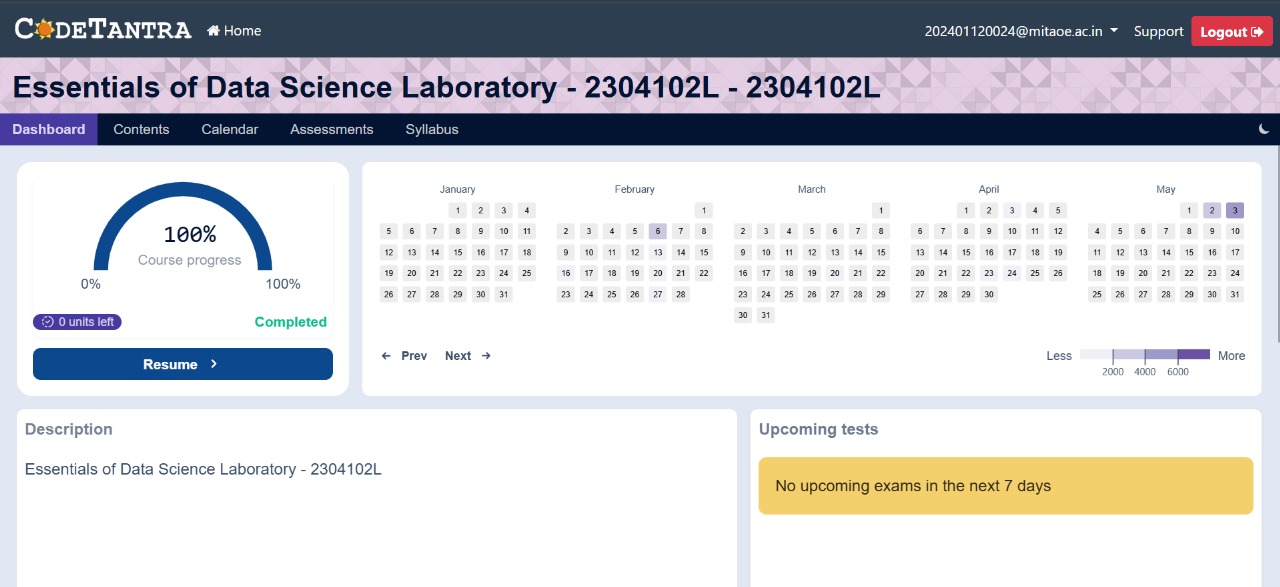 CODETANTRA Home 202401120024@mitaoe.ac.in Support Logout
Essentials of Data Science Laboratory - 2304102L - 2304102L
Dashboard Contents Calendar Assessments Syllabus
100%
Course progress
0% 100%
0 units left Completed
Resume
January
1 2 3 4
5 6 7 8 9 10 11
12 13 14 15 16 17 18
19 20 21 22 23 24 25
26 27 28 29 30 31
February
1
2 3 4 5 6 7 8
9 10 11 12 13 14 15
16 17 18 19 20 21 22
23 24 25 26 27 28
March
1
2 3 4 5 6 7 8
9 10 11 12 13 14 15
16 17 18 19 20 21 22
23 24 25 26 27 28 29
30 31
April
1 2 3 4 5
6 7 8 9 10 11 12
13 14 15 16 17 18 19
20 21 22 23 24 25 26
27 28 29 30
May
1 2 3
4 5 6 7 8 9 10
11 12 13 14 15 16 17
18 19 20 21 22 23 24
25 26 27 28 29 30 31
Prev Next
Less More
2000 4000 6000
Description
Essentials of Data Science Laboratory - 2304102L
Upcoming tests
No upcoming exams in the next 7 days